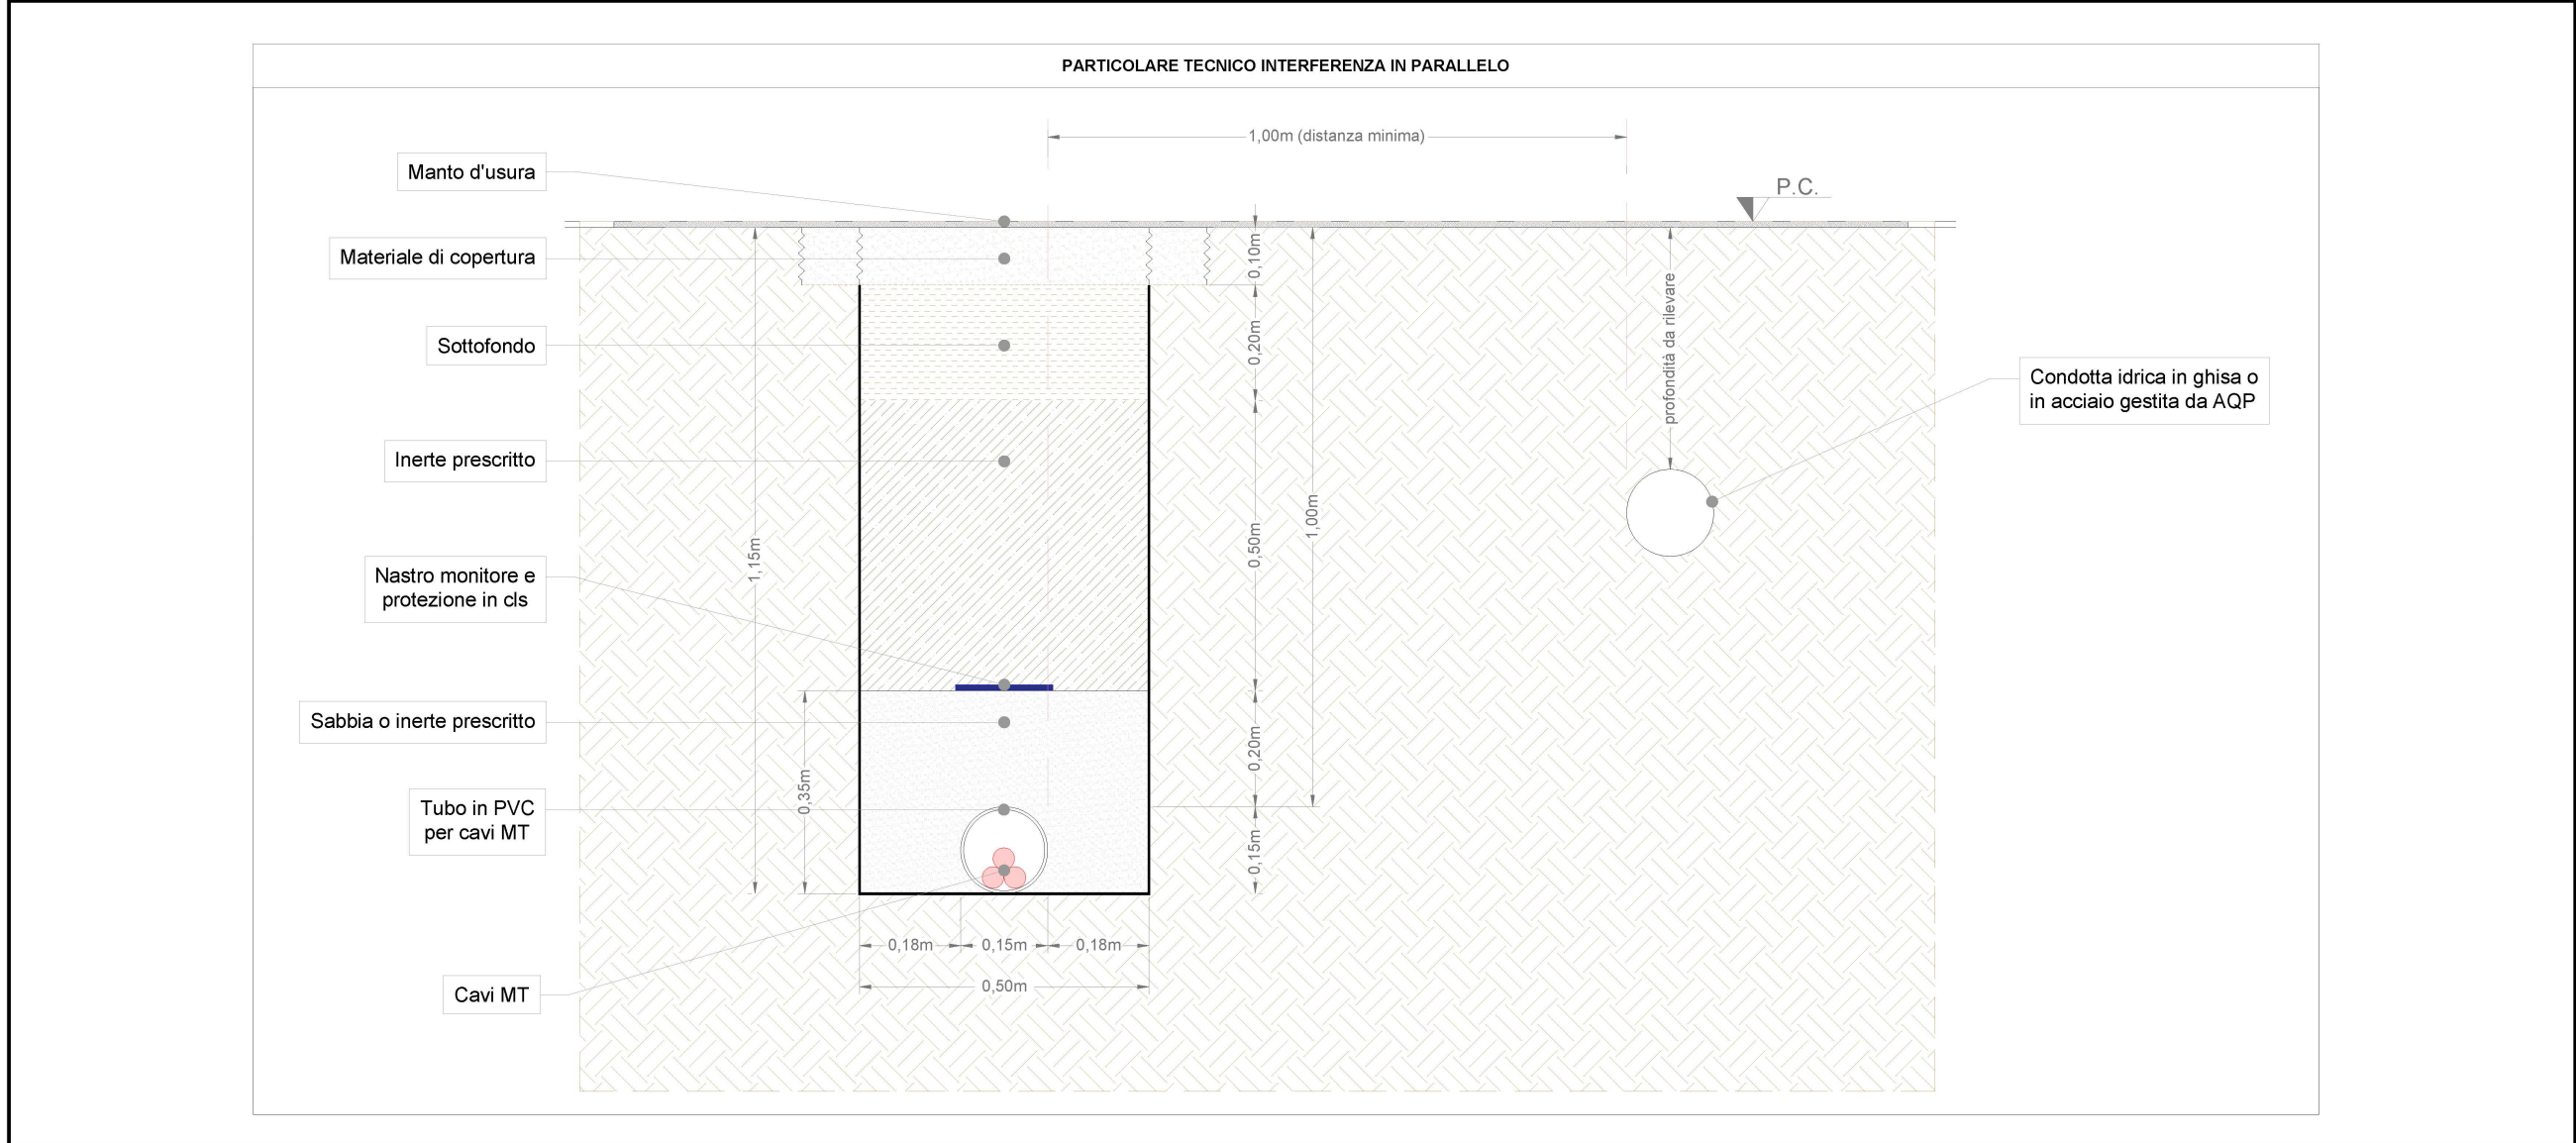 PARTICOLARE TECNICO INTERFERENZA IN PARALLELO
1,00m (distanza minima)
P.C.
Manto d'usura
Materiale di copertura
Sottofondo
Inerte prescritto
Nastro monitore e
protezione in cls
Sabbia o inerte prescritto
Tubo in PVC
per cavi MT
Cavi MT
1,15m
0,35m
0,10m
0,20m
0,50m
0,20m
0,15m
1,00m
profondità da rilevare
Condotta idrica in ghisa o
in acciaio gestita da AQP
0,18m
0,15m
0,18m
0,50m